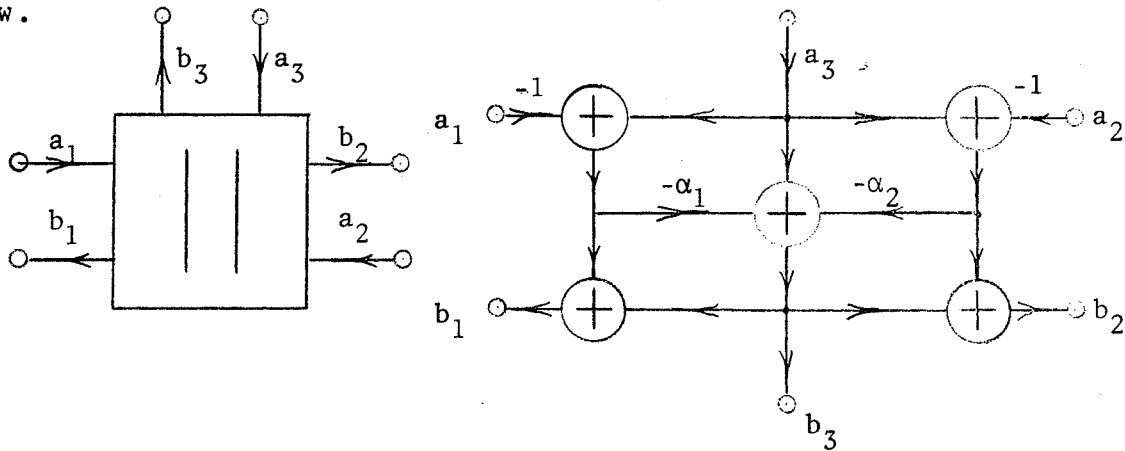 w.
b₃ a₃
a₁ b₂
b₁ a₂
a₃
-1 -1
a₁ + + a₂
-α₁ -α₂
+
b₁ + + b₂
b₃